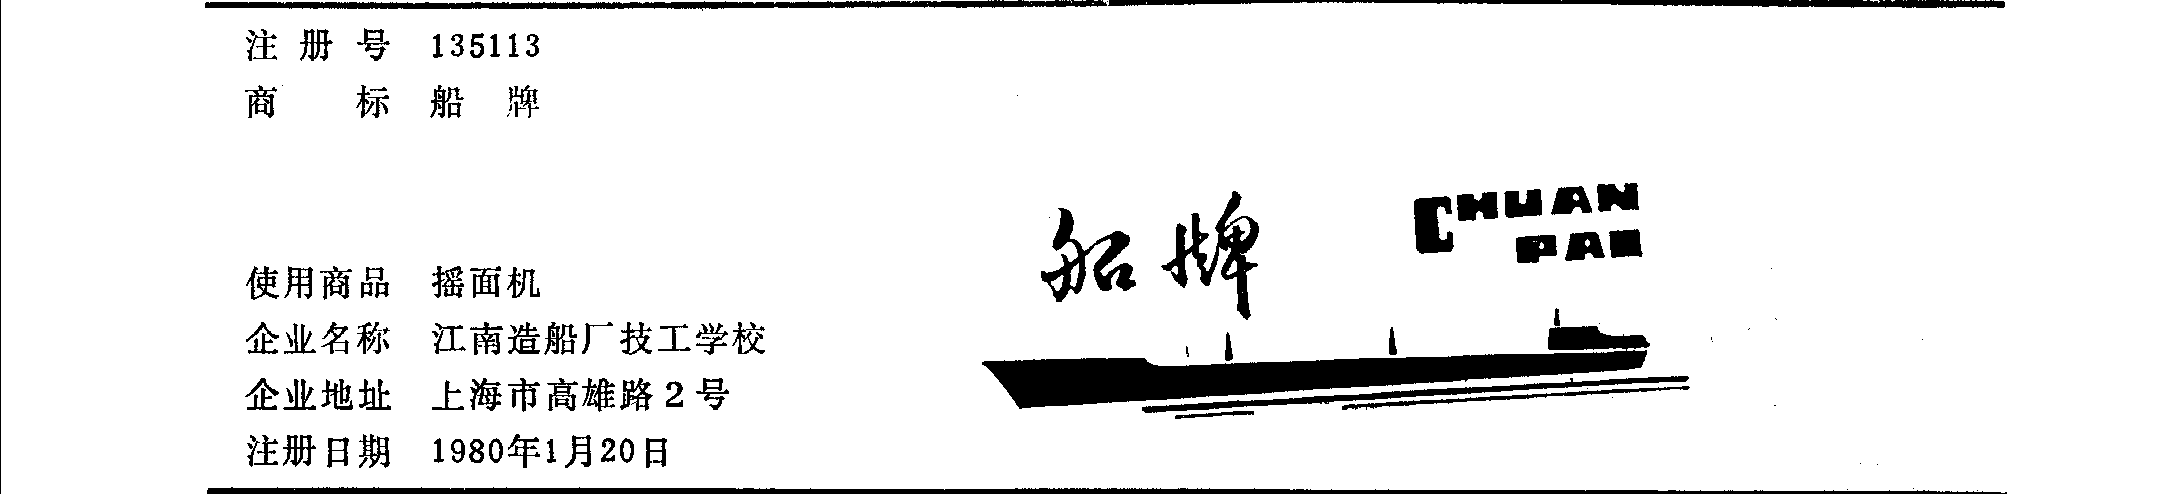 注册号 135113
商标 船牌
船牌
CHUAN
PAI
使用商品 摇面机
企业名称 江南造船厂技工学校
企业地址 上海市高雄路2号
注册日期 1980年1月20日